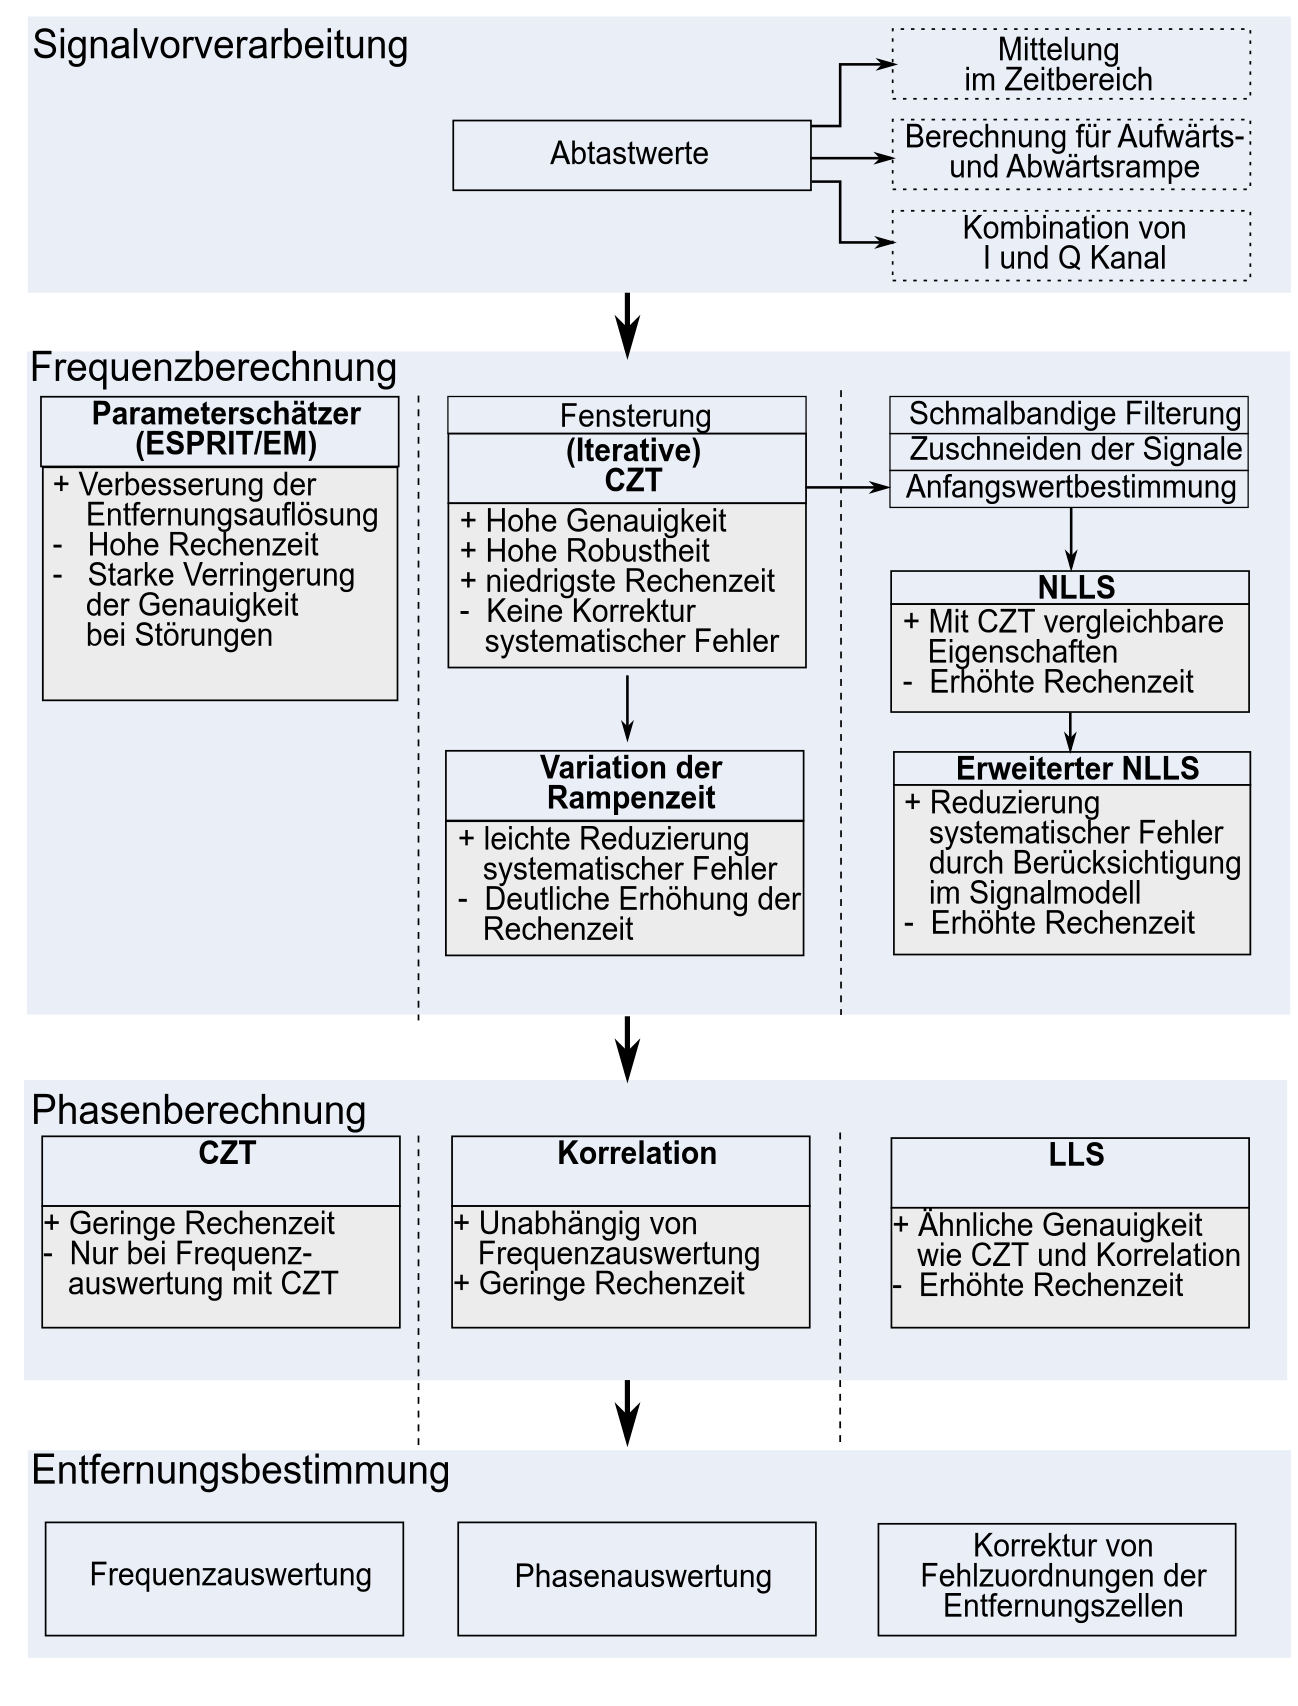 Signalvorverarbeitung
Mittelung
im Zeitbereich
Abtastwerte
Berechnung für Aufwärts-
und Abwärtsrampe
Kombination von
I und Q Kanal
Frequenzberechnung
Parameterschätzer
(ESPRIT/EM)
+ Verbesserung der
Entfernungsauflösung
- Hohe Rechenzeit
- Starke Verringerung
der Genauigkeit
bei Störungen
Fensterung
(Iterative)
CZT
+ Hohe Genauigkeit
+ Hohe Robustheit
+ niedrigste Rechenzeit
- Keine Korrektur
systematischer Fehler
Variation der
Rampenzeit
+ leichte Reduzierung
systematischer Fehler
- Deutliche Erhöhung der
Rechenzeit
Schmalbandige Filterung
Zuschneiden der Signale
Anfangswertbestimmung
NLLS
+ Mit CZT vergleichbare
Eigenschaften
- Erhöhte Rechenzeit
Erweiterter NLLS
+ Reduzierung
systematischer Fehler
durch Berücksichtigung
im Signalmodell
- Erhöhte Rechenzeit
Phasenberechnung
CZT
+ Geringe Rechenzeit
- Nur bei Frequenz-
auswertung mit CZT
Korrelation
+ Unabhängig von
Frequenzauswertung
+ Geringe Rechenzeit
LLS
+ Ähnliche Genauigkeit
wie CZT und Korrelation
- Erhöhte Rechenzeit
Entfernungsbestimmung
Frequenzauswertung
Phasenauswertung
Korrektur von
Fehlzuordnungen der
Entfernungszellen